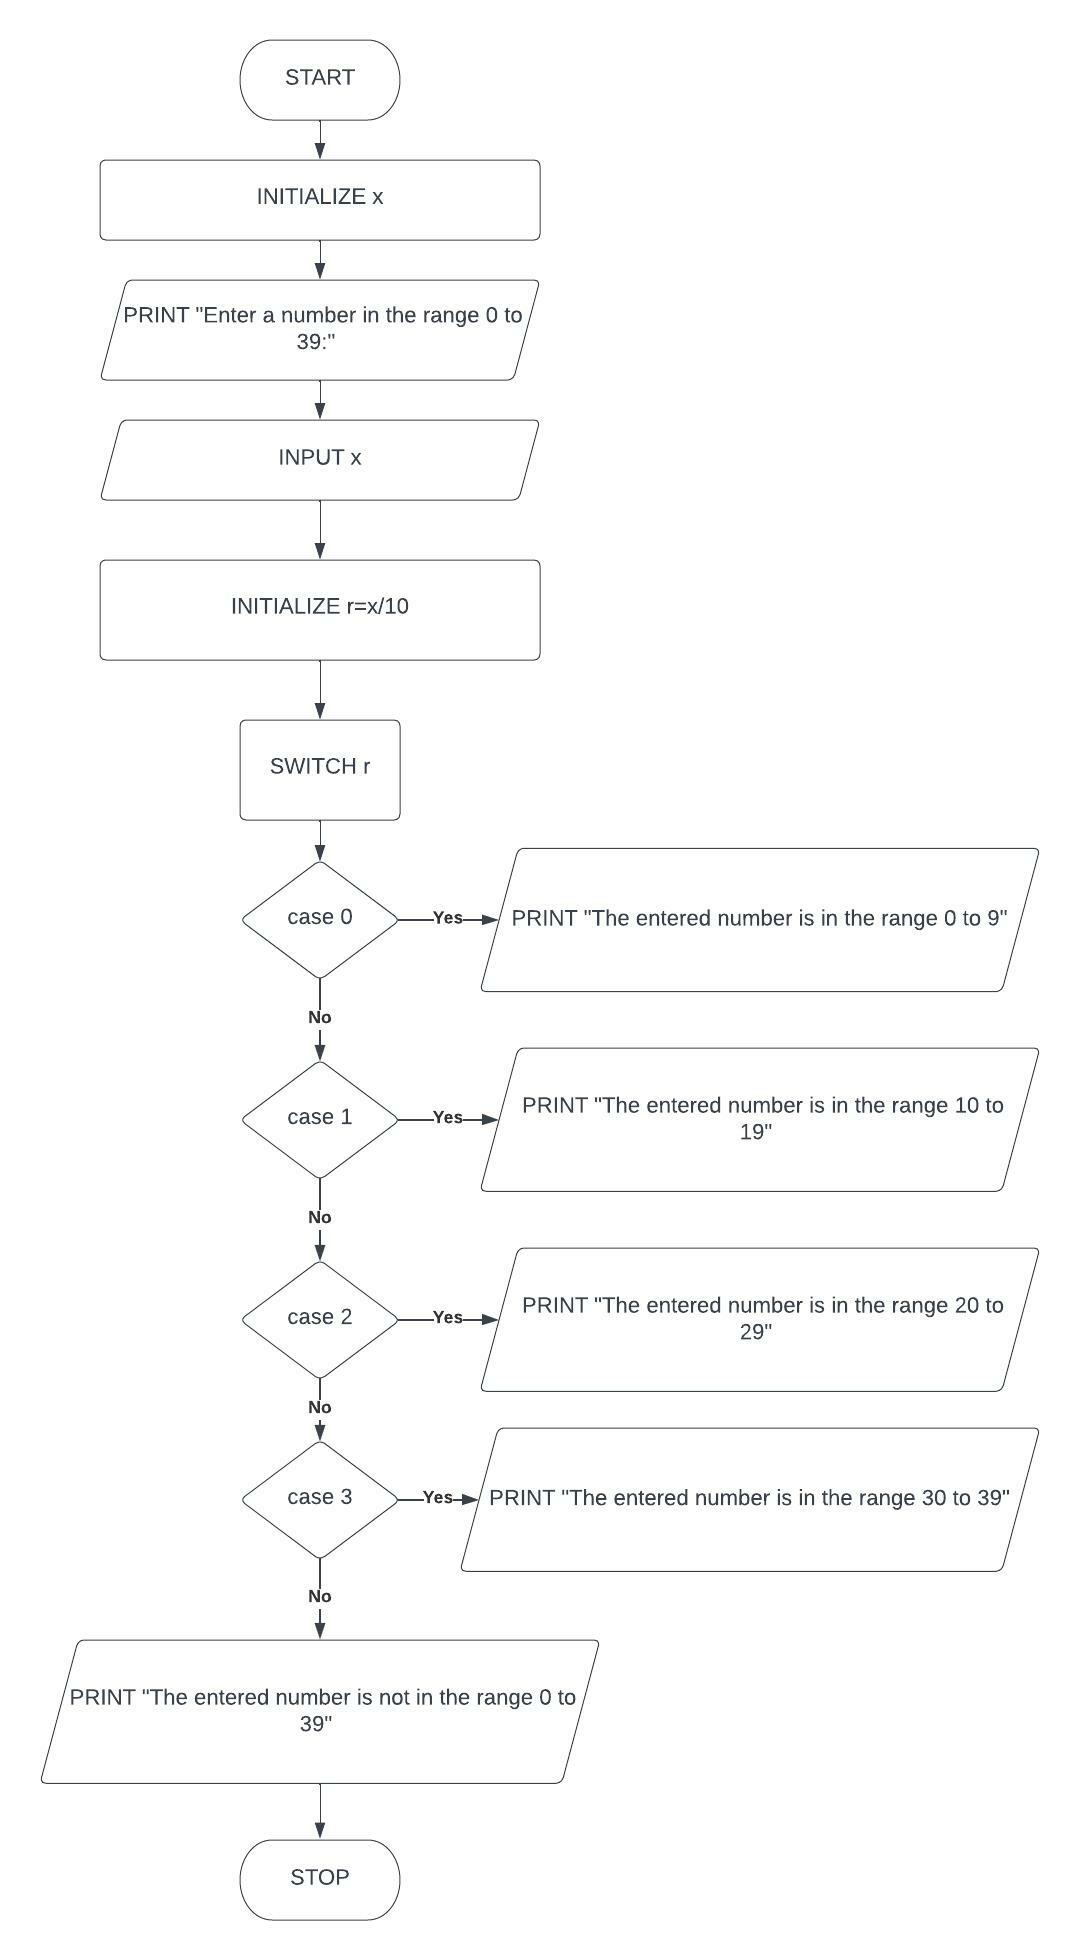 START
INITIALIZE x
PRINT "Enter a number in the range 0 to
39:"
INPUT x
INITIALIZE r=x/10
SWITCH r
case 0
Yes
PRINT "The entered number is in the range 0 to 9"
No
case 1
Yes
PRINT "The entered number is in the range 10 to
19"
No
case 2
Yes
PRINT "The entered number is in the range 20 to
29"
No
case 3
Yes
PRINT "The entered number is in the range 30 to 39"
No
PRINT "The entered number is not in the range 0 to
39"
STOP